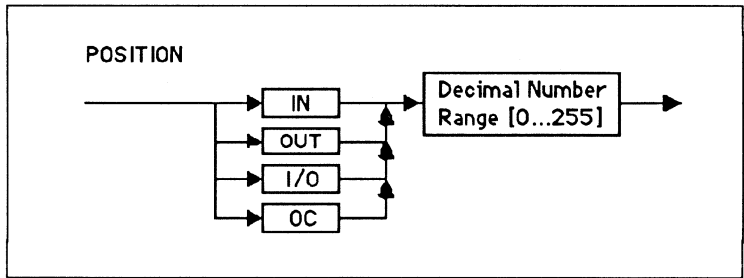 POSITION
IN
OUT
I/O
OC
Decimal Number
Range [0...255]